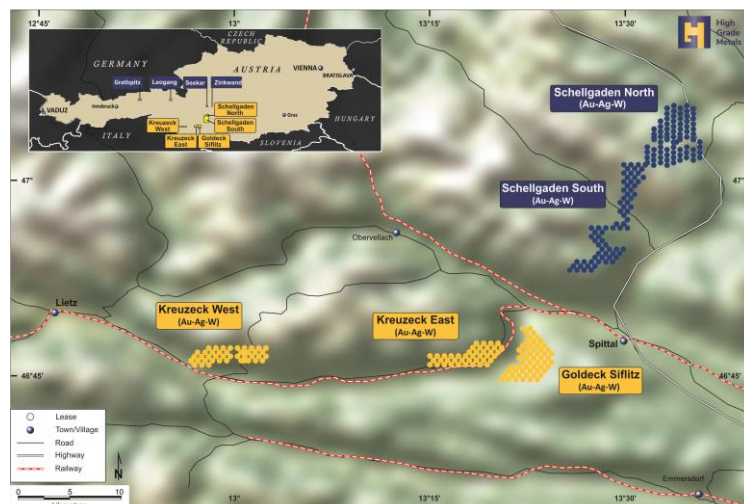 12°45'
13°
13°15'
13°30'
High
Grade
Metals
CZECH
REPUBLIC
GERMANY
AUSTRIA
VIENNA
BRATISLAVA
Gratlspitz
Leogang
Seekar
Zinkwand
Innsbruck
VADUZ
Schellgaden
North
Schellgaden
South
Graz
HUNGARY
Kreuzeck
West
ITALY
Kreuzeck
East
Goldeck
Siflitz
SLOVENIA
Schellgaden North
(Au-Ag-W)
47°
47°
Schellgaden South
(Au-Ag-W)
Obervellach
Lietz
Kreuzeck West
(Au-Ag-W)
Kreuzeck East
(Au-Ag-W)
Spittal
Goldeck Siflitz
(Au-Ag-W)
46°45'
46°45'
Lease
Town/Village
Road
Highway
Railway
N
0 5 10
Emmersdorf
13°
13°15'
13°30'